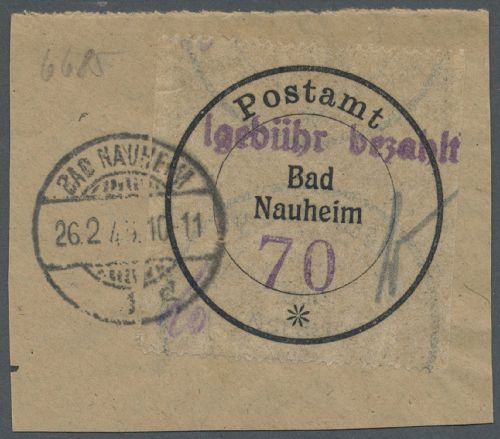 6685
Postamt
lgebühr bezahlt
Bad
Nauheim
70
*
BAD NAUHEIM
26.2.46.10-11